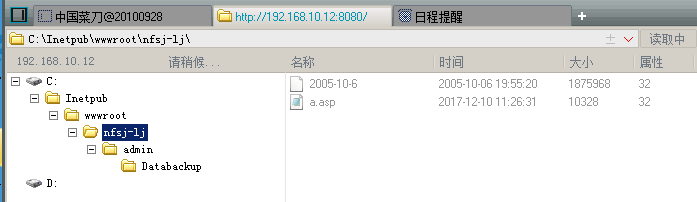 中国菜刀@20100928 http://192.168.10.12:8080/ 日程提醒 +
C:\Inetpub\wwwroot\nfsj-lj\ 读取中
192.168.10.12 请稍候... 名称 时间 大小 属性
C: 2005-10-6 2005-10-06 19:55:20 1875968 32
Inetpub a.asp 2017-12-10 11:26:31 10328 32
wwwroot
nfsj-lj
admin
Databackup
D: